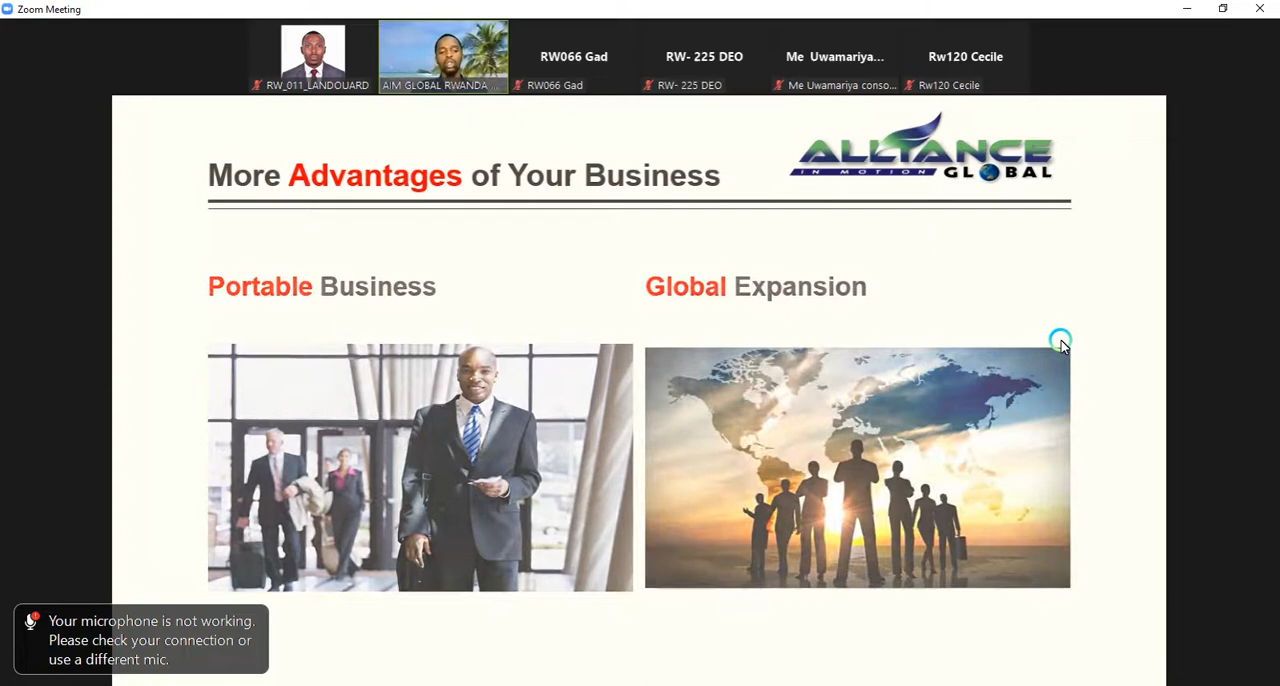 Zoom Meeting
RW066 Gad
RW- 225 DEO
Me Uwamariya...
Rw120 Cecile
RW_011_LANDOUARD
AIM GLOBAL RWANDA ...
RW066 Gad
RW- 225 DEO
Me Uwamariya conso...
Rw120 Cecile
ALLIANCE
IN MOTION GLOBAL
More Advantages of Your Business
Portable Business
Global Expansion
Your microphone is not working.
Please check your connection or
use a different mic.